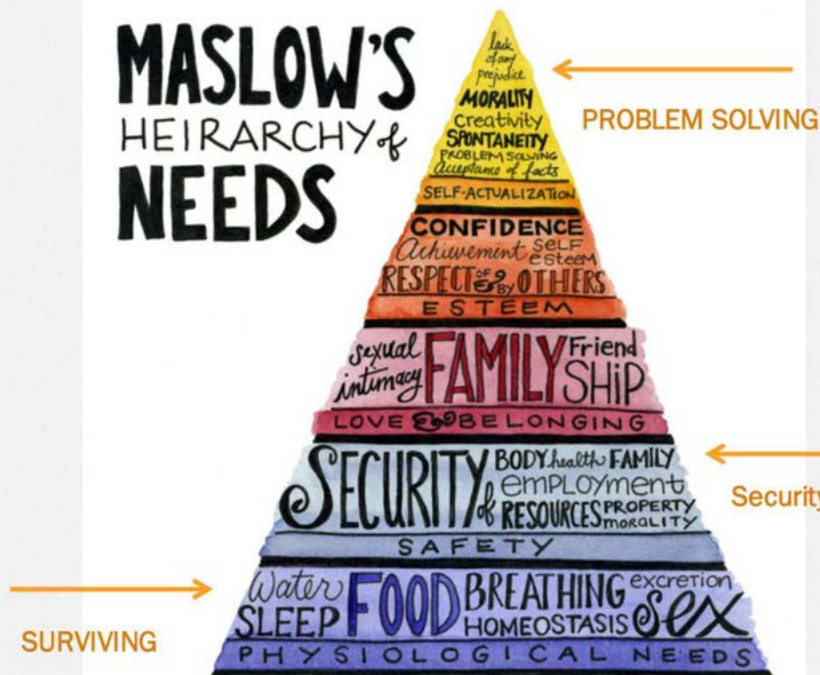 MASLOW'S
HEIRARCHY of
NEEDS
lack
of any
prejudice
MORALITY
Creativity
SPONTANEITY
PROBLEM SOLVING
Acceptance of facts
SELF-ACTUALIZATION
PROBLEM SOLVING
CONFIDENCE
Achievement SELF esteem
RESPECT OF & BY OTHERS
ESTEEM
sexual intimacy FAMILY Friend SHiP
LOVE & BELONGING
SECURITY of BODY health FAMILY
employment
RESOURCES PROPERTY morality
SAFETY
Security
Water FOOD BREATHING excretion
SLEEP HOMEOSTASIS sex
PHYSIOLOGICAL NEEDS
SURVIVING